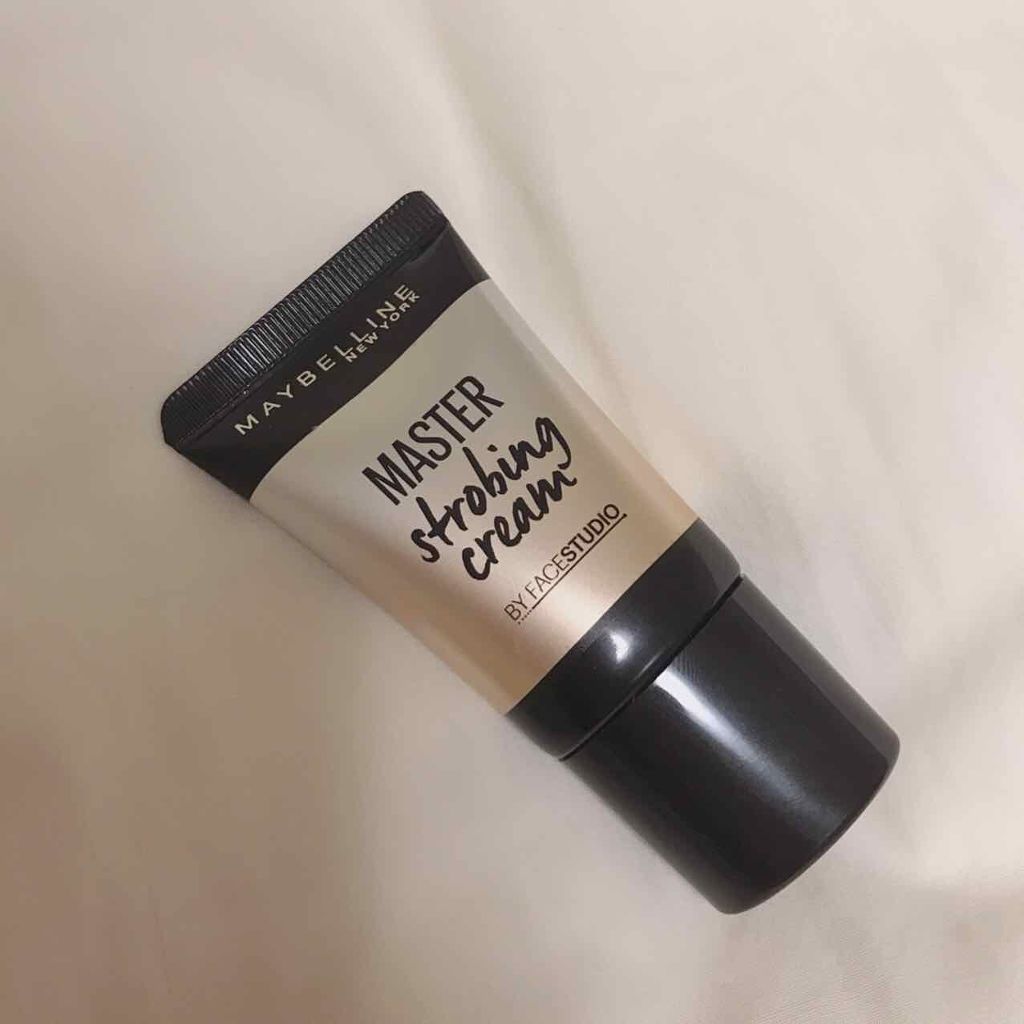 MAYBELLINE
NEW YORK
MASTER
strobing
cream
BY FACESTUDIO